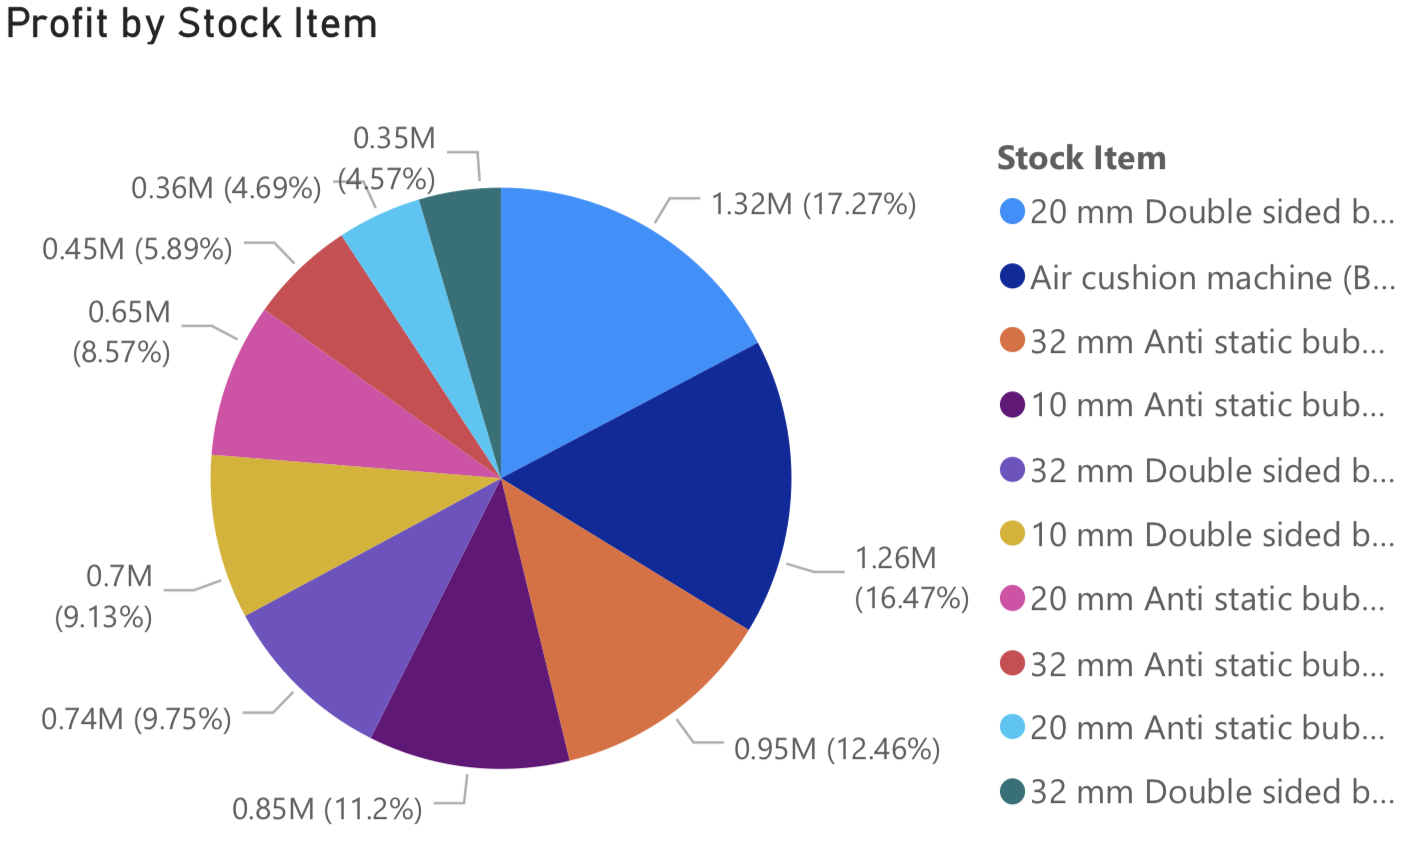 Profit by Stock Item
0.35M
(4.57%)
0.36M (4.69%)
0.45M (5.89%)
0.65M
(8.57%)
0.7M
(9.13%)
0.74M (9.75%)
0.85M (11.2%)
1.32M (17.27%)
1.26M
(16.47%)
0.95M (12.46%)
Stock Item
20 mm Double sided b...
Air cushion machine (B...
32 mm Anti static bub...
10 mm Anti static bub...
32 mm Double sided b...
10 mm Double sided b...
20 mm Anti static bub...
32 mm Anti static bub...
20 mm Anti static bub...
32 mm Double sided b...